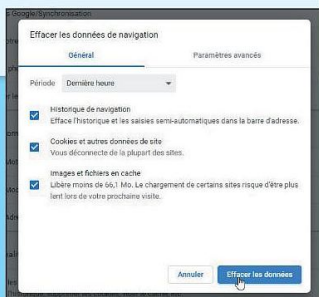 s Google/Synchronisation
Effacer les données de navigation
Général
Paramètres avancés
Période
Dernière heure
Historique de navigation
Efface l'historique et les saisies semi-automatiques dans la barre d'adresse.
Cookies et autres données de site
Vous déconnecte de la plupart des sites.
Images et fichiers en cache
Libère moins de 66,1 Mo. Le chargement de certains sites risque d'être plus
lent lors de votre prochaine visite.
Annuler
Effacer les données